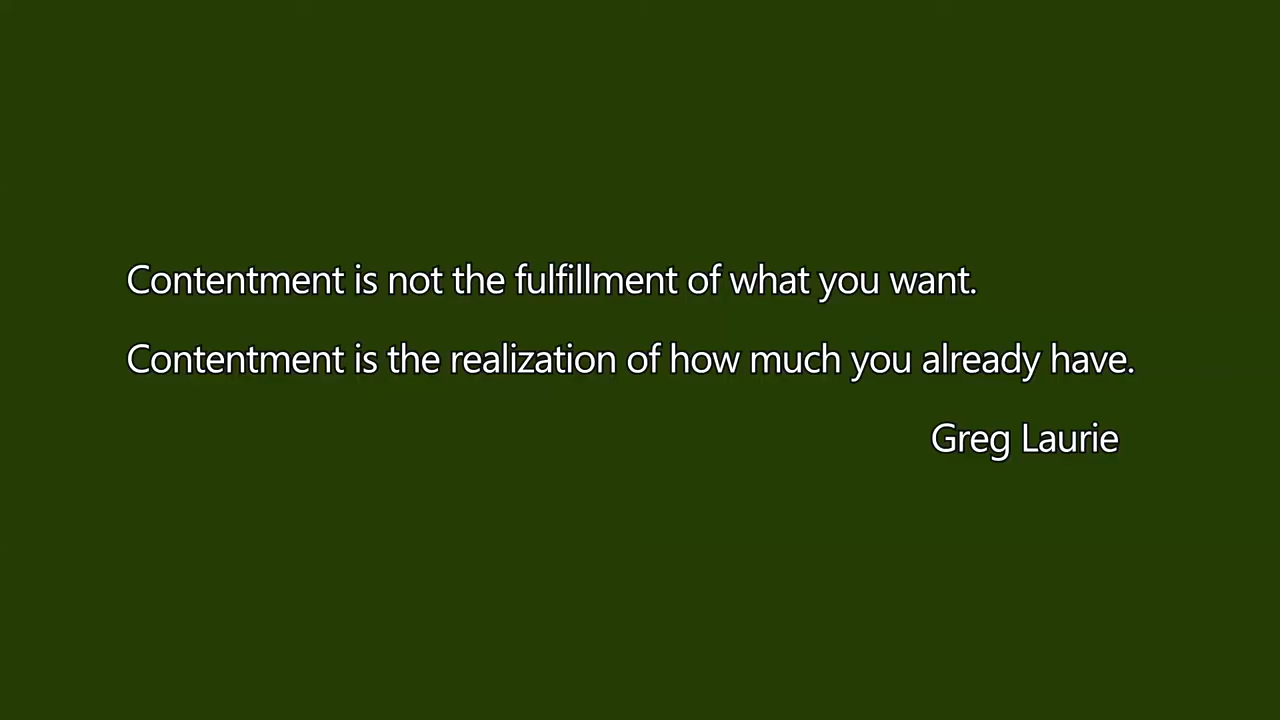 Contentment is not the fulfillment of what you want.
Contentment is the realization of how much you already have.
Greg Laurie